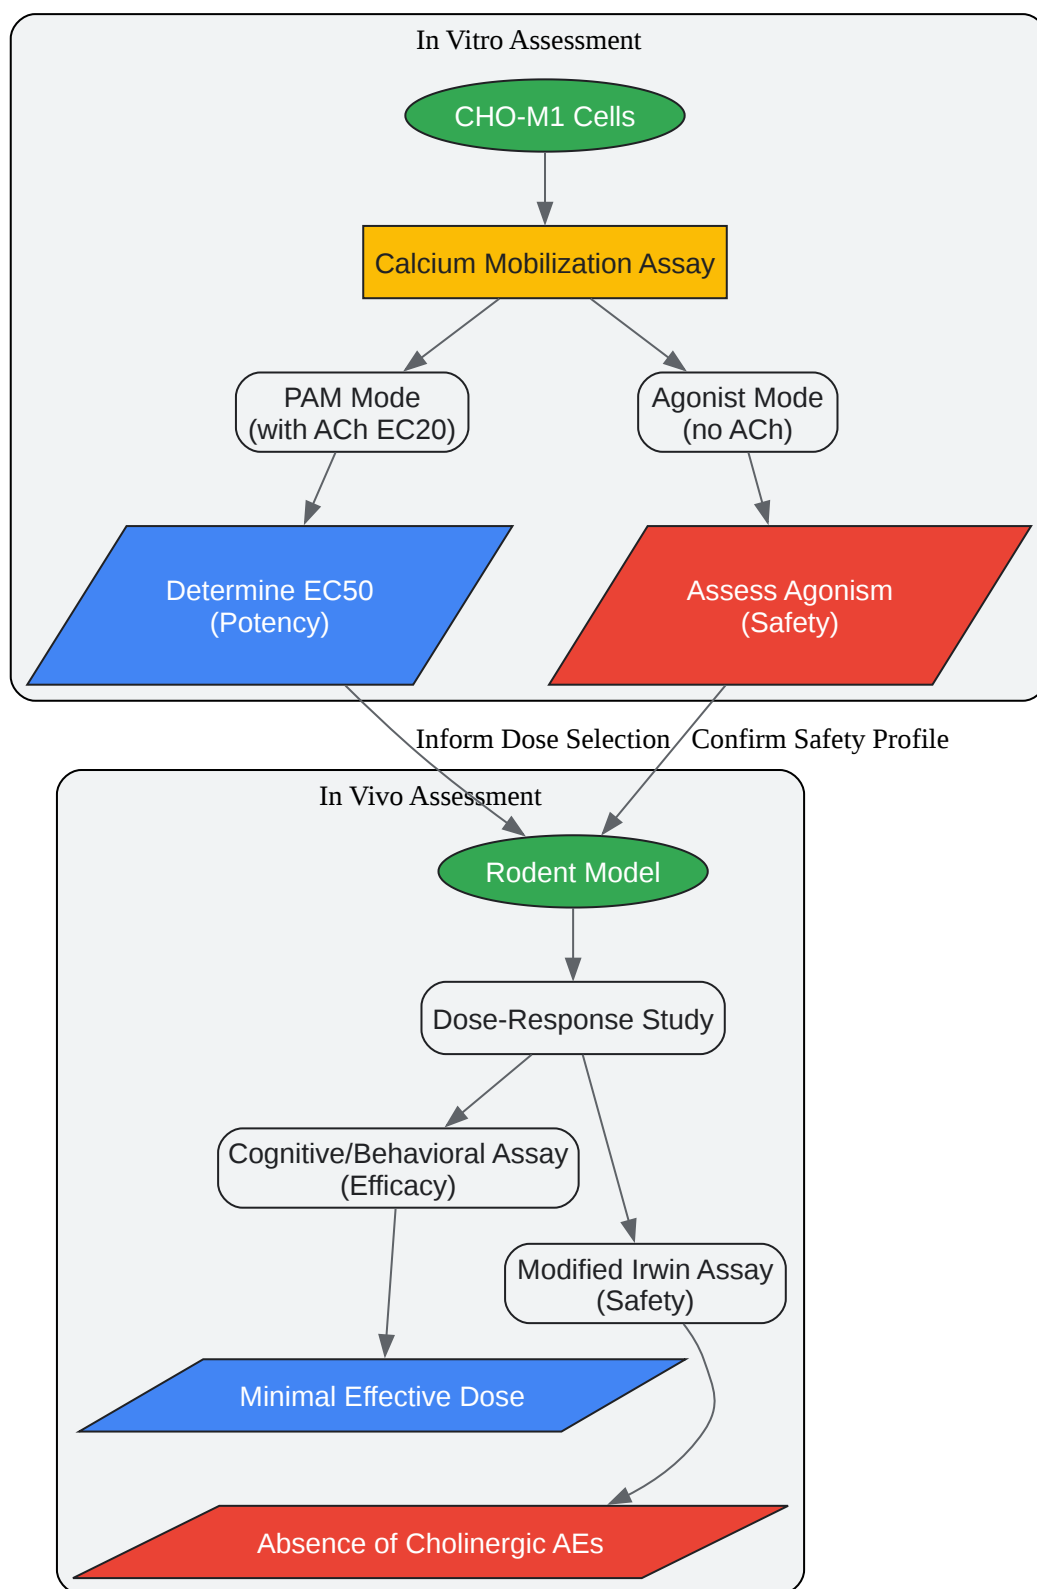 In Vitro Assessment
CHO-M1 Cells
Calcium Mobilization Assay
PAM Mode
(with ACh EC20)
Agonist Mode
(no ACh)
Determine EC50
(Potency)
Assess Agonism
(Safety)
Inform Dose Selection
Confirm Safety Profile
In Vivo Assessment
Rodent Model
Dose-Response Study
Cognitive/Behavioral Assay
(Efficacy)
Modified Irwin Assay
(Safety)
Minimal Effective Dose
Absence of Cholinergic AEs